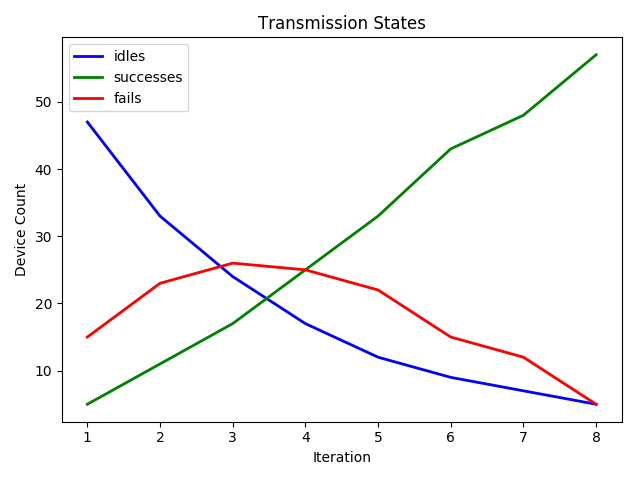 Transmission States
idles
successes
fails
Device Count
50
40
30
20
10
1 2 3 4 5 6 7 8
Iteration